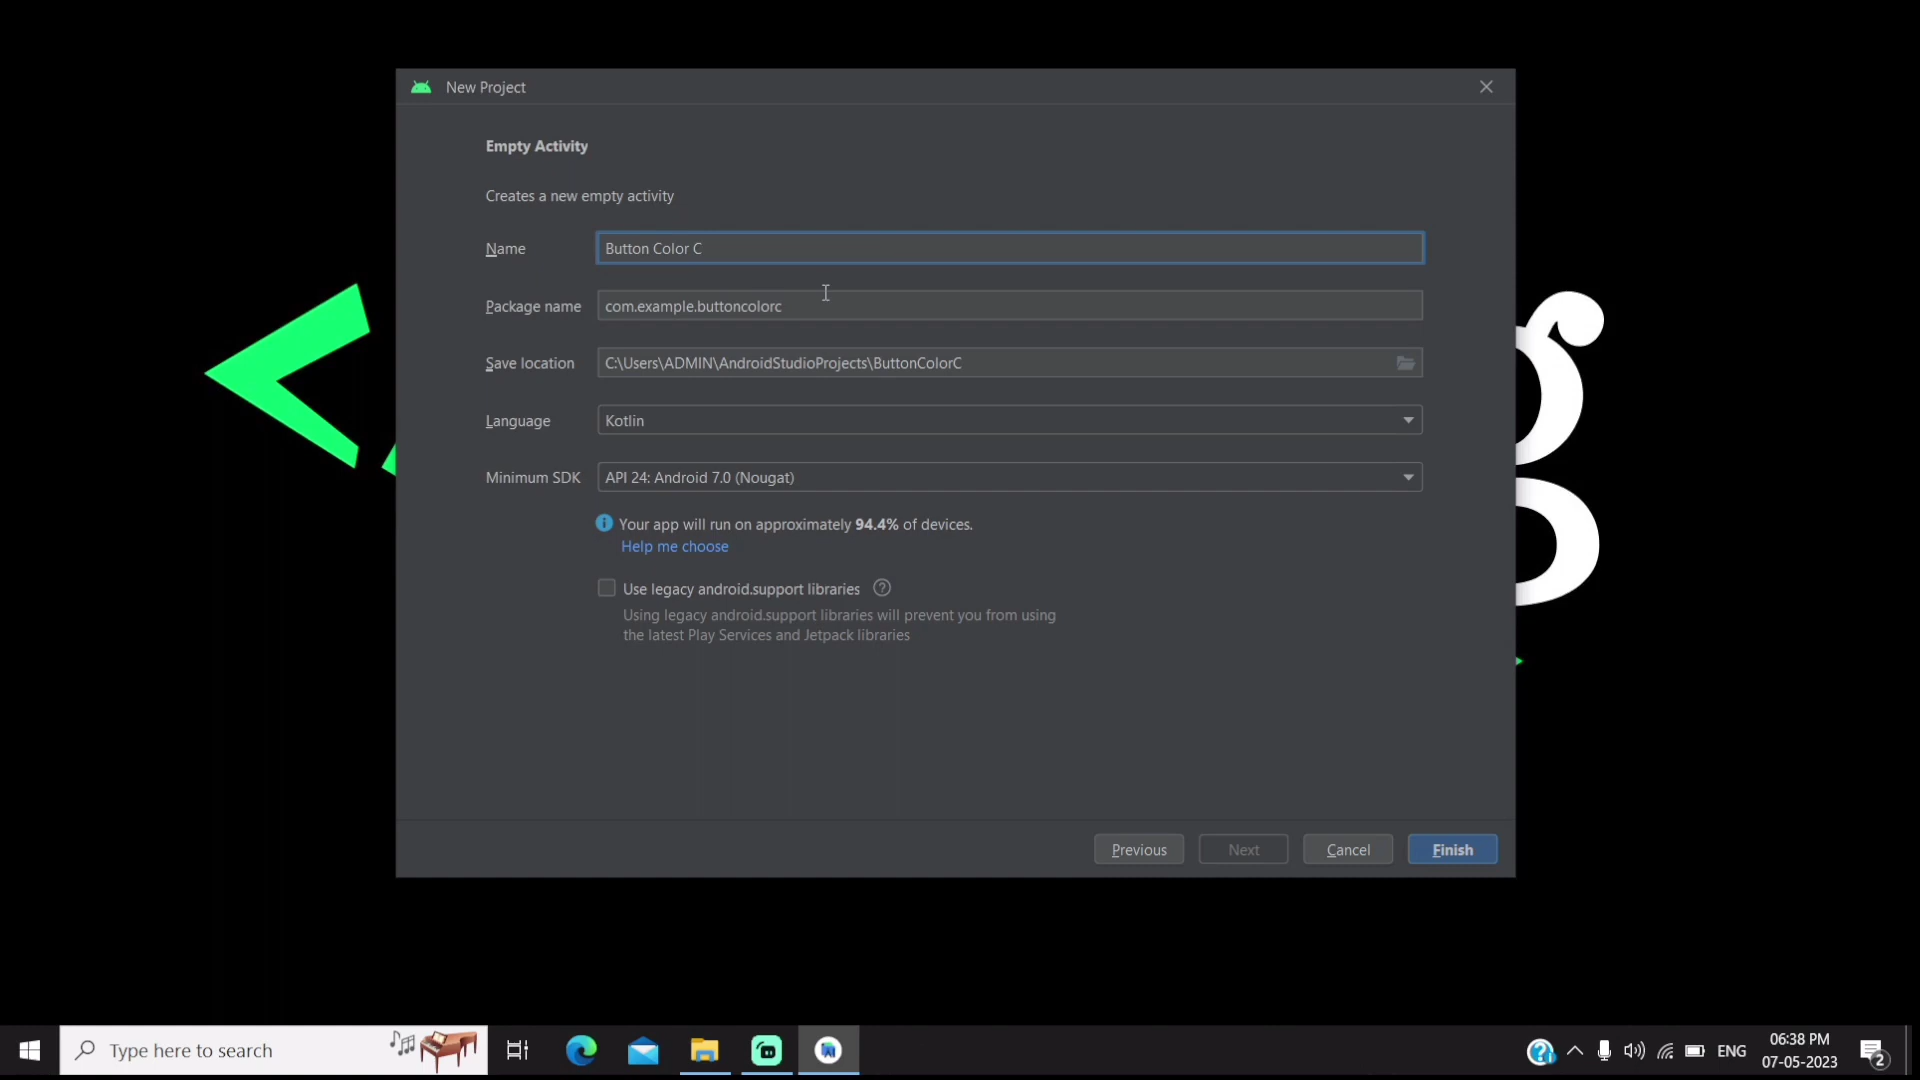 New Project
Empty Activity
Creates a new empty activity
Name
Button Color C
Package name
com.example.buttoncolorc
Save location
C:\Users\ADMIN\AndroidStudioProjects\ButtonColorC
Language
Kotlin
Minimum SDK
API 24: Android 7.0 (Nougat)
Your app will run on approximately 94.4% of devices.
Help me choose
Use legacy android.support libraries
Using legacy android.support libraries will prevent you from using
the latest Play Services and Jetpack libraries
Previous
Next
Cancel
Finish
Type here to search
ENG
06:38 PM
07-05-2023
2